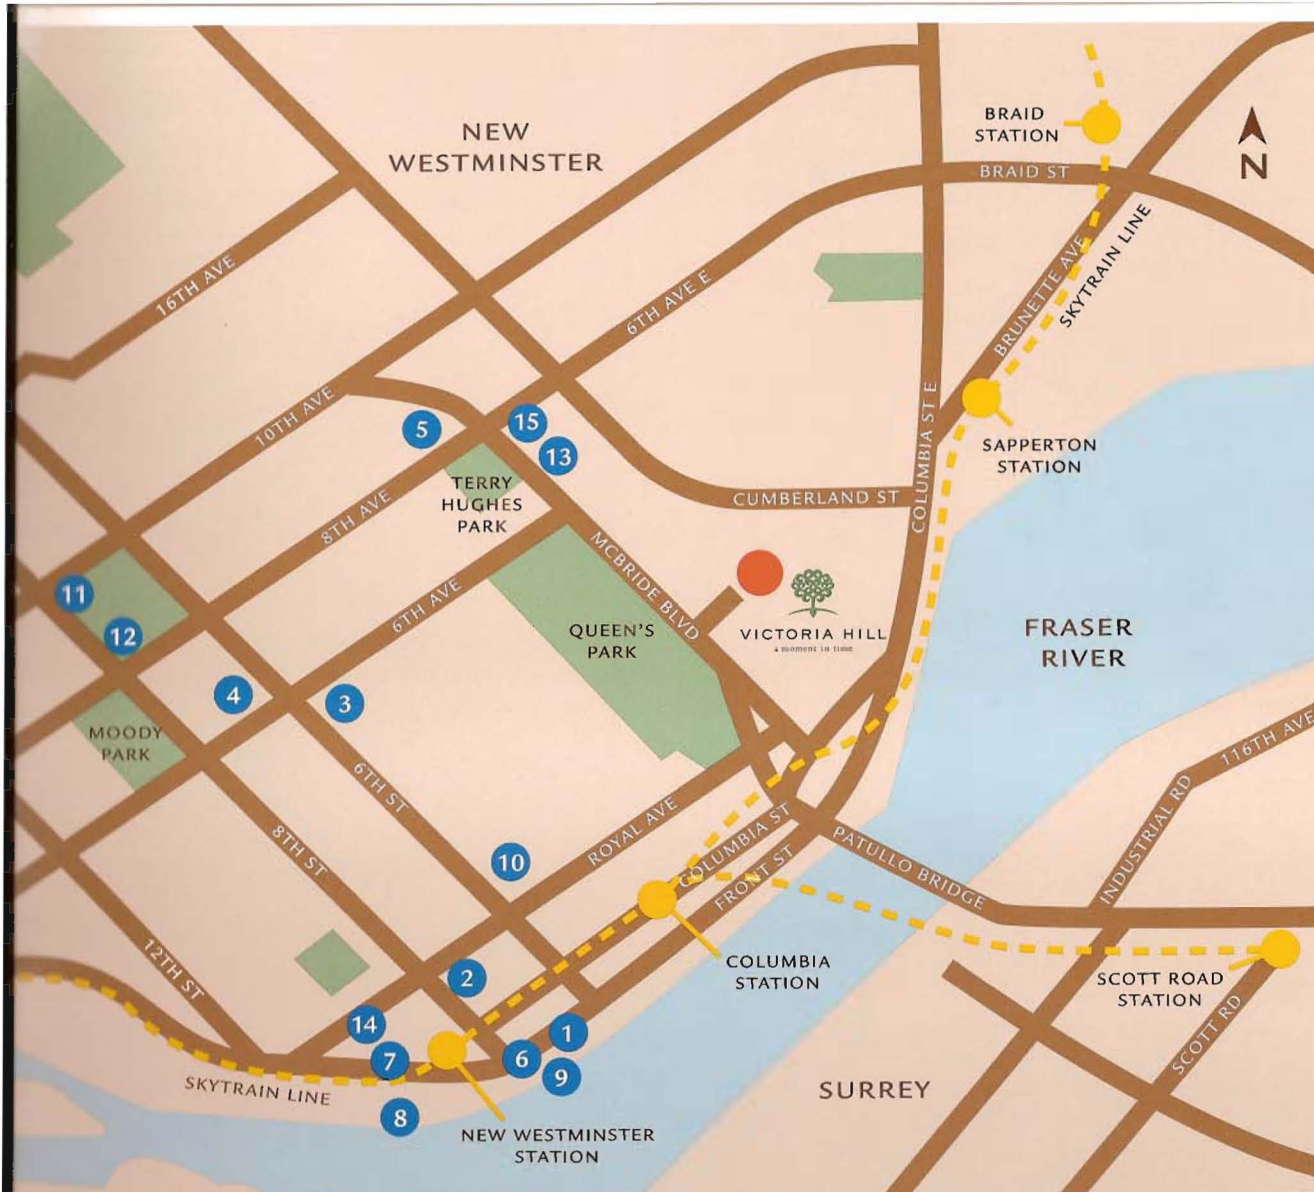 NEW
WESTMINSTER
BRAID
STATION
N
BRAID ST
16TH AVE
6TH AVE E
BRUNETTE AVE
SKYTRAIN LINE
10TH AVE
5
15
13
COLUMBIA ST E
SAPPERTON
STATION
TERRY
HUGHES
PARK
8TH AVE
CUMBERLAND ST
MCBRIDE BLVD
11
12
6TH AVE
QUEEN'S
PARK
VICTORIA HILL
a moment in time
FRASER
RIVER
4
3
MOODY
PARK
116TH AVE
6TH ST
INDUSTRIAL RD
8TH ST
ROYAL AVE
COLUMBIA ST
PATULLO BRIDGE
10
FRONT ST
12TH ST
2
COLUMBIA
STATION
SCOTT ROAD
STATION
14
1
7
6
9
SCOTT RD
SKYTRAIN LINE
8
SURREY
NEW WESTMINSTER
STATION